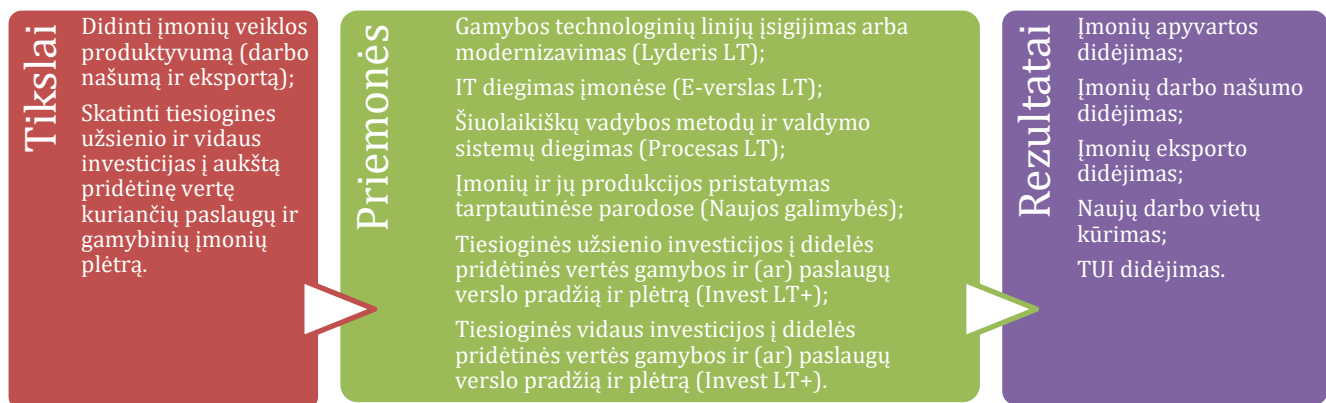 Tikslai
Didinti įmonių veiklos
produktyvumą (darbo
našumą ir eksportą);
Skatinti tiesiogines
užsienio ir vidaus
investicijas į aukštą
pridėtinę vertę
kuriančių paslaugų ir
gamybinių įmonių
plėtrą.
Priemonės
Gamybos technologinių linijų įsigijimas arba
modernizavimas (Lyderis LT);
IT diegimas įmonėse (E-verslas LT);
Šiuolaikiškų vadybos metodų ir valdymo
sistemų diegimas (Procesas LT);
Įmonių ir jų produkcijos pristatymas
tarptautinėse parodose (Naujos galimybės);
Tiesioginės užsienio investicijos į didelės
pridėtinės vertės gamybos ir (ar) paslaugų
verslo pradžią ir plėtrą (Invest LT+);
Tiesioginės vidaus investicijos į didelės
pridėtinės vertės gamybos ir (ar) paslaugų
verslo pradžią ir plėtrą (Invest LT+).
Rezultatai
Įmonių apyvartos
didėjimas;
Įmonių darbo našumo
didėjimas;
Įmonių eksporto
didėjimas;
Naujų darbo vietų
kūrimas;
TUI didėjimas.